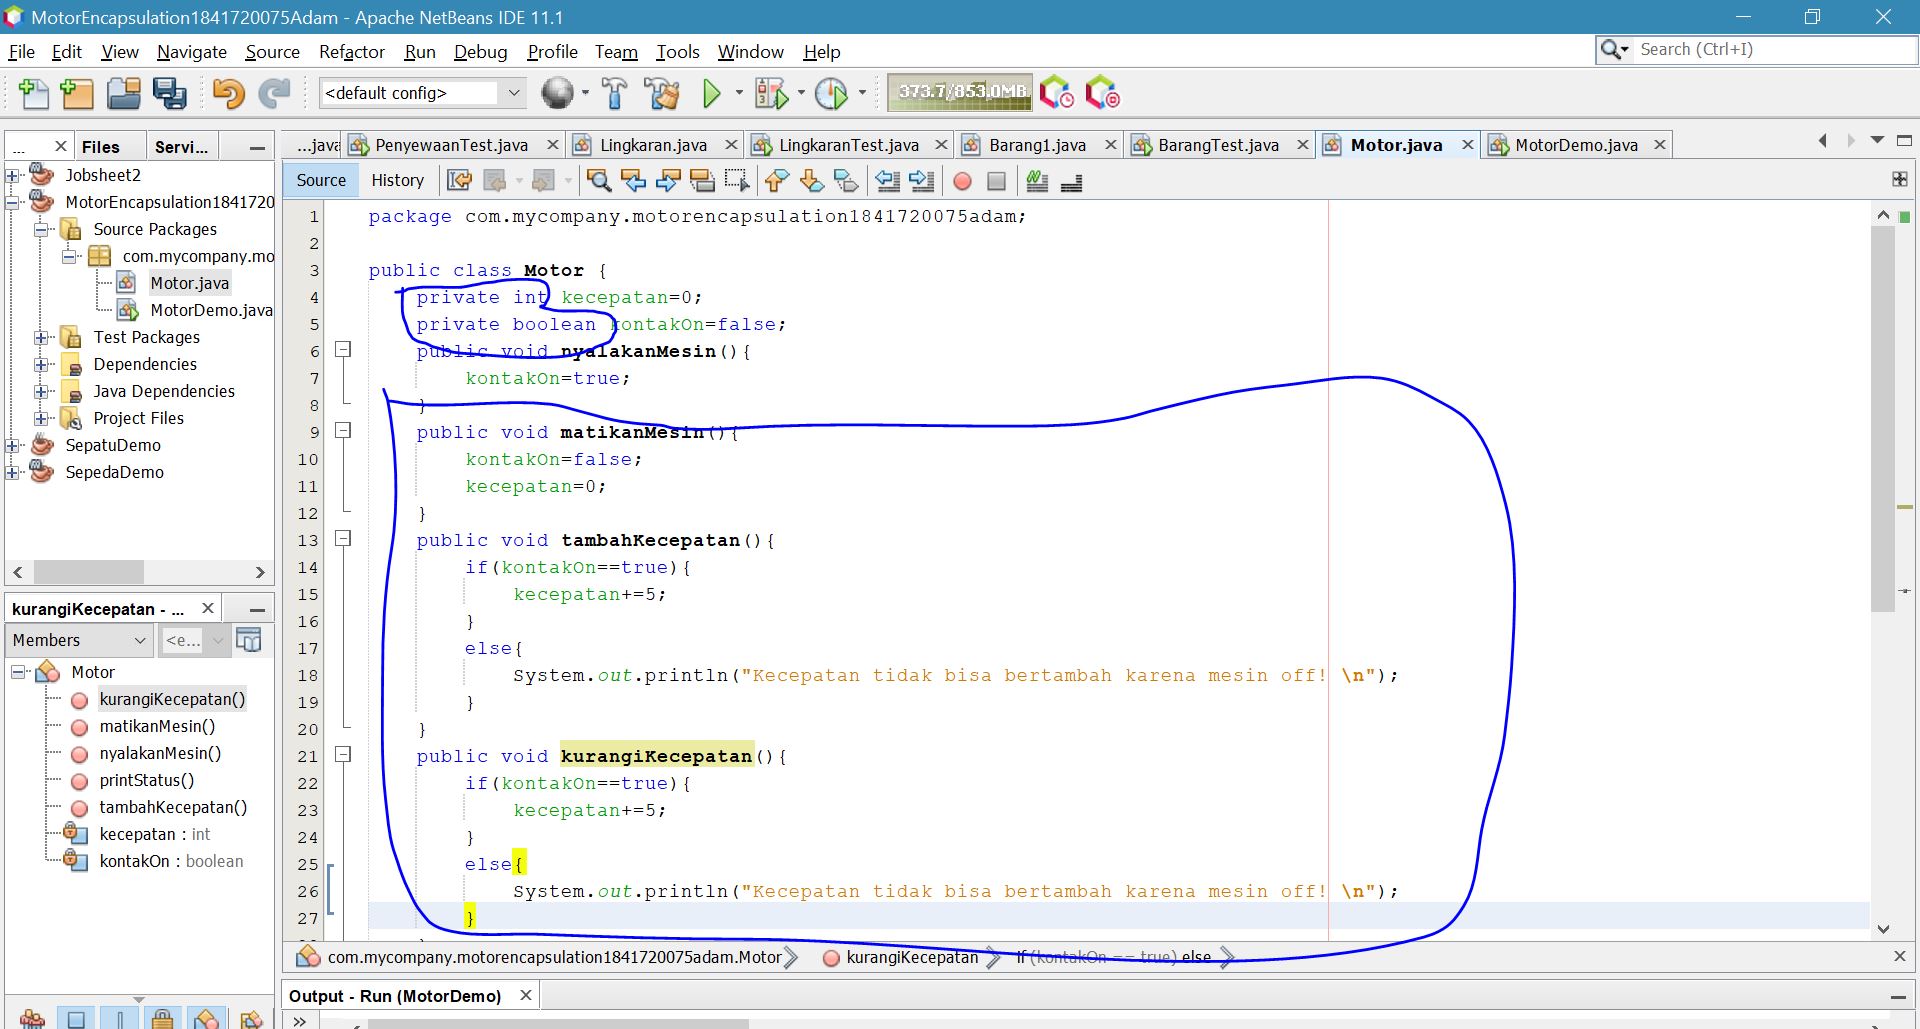 MotorEncapsulation1841720075Adam - Apache NetBeans IDE 11.1
File Edit View Navigate Source Refactor Run Debug Profile Team Tools Window Help
Search (Ctrl+I)
<default config>
373.7/853.0MB
... Files Servi...
...java PenyewaanTest.java Lingkaran.java LingkaranTest.java Barang1.java BarangTest.java Motor.java MotorDemo.java
Source History
Jobsheet2
MotorEncapsulation1841720
Source Packages
com.mycompany.mo
Motor.java
MotorDemo.java
Test Packages
Dependencies
Java Dependencies
Project Files
SepatuDemo
SepedaDemo
kurangiKecepatan - ...
Members <e...
Motor
kurangiKecepatan()
matikanMesin()
nyalakanMesin()
printStatus()
tambahKecepatan()
kecepatan : int
kontakOn : boolean
1 package com.mycompany.motorencapsulation1841720075adam;
2
3 public class Motor {
4 private int kecepatan=0;
5 private boolean kontakOn=false;
6 public void nyalakanMesin(){
7 kontakOn=true;
8 }
9 public void matikanMesin(){
10 kontakOn=false;
11 kecepatan=0;
12 }
13 public void tambahKecepatan(){
14 if(kontakOn==true){
15 kecepatan+=5;
16 }
17 else{
18 System.out.println("Kecepatan tidak bisa bertambah karena mesin off! \n");
19 }
20 }
21 public void kurangiKecepatan(){
22 if(kontakOn==true){
23 kecepatan+=5;
24 }
25 else{
26 System.out.println("Kecepatan tidak bisa bertambah karena mesin off! \n");
27 }
com.mycompany.motorencapsulation1841720075adam.Motor kurangiKecepatan if (kontakOn == true) else
Output - Run (MotorDemo)